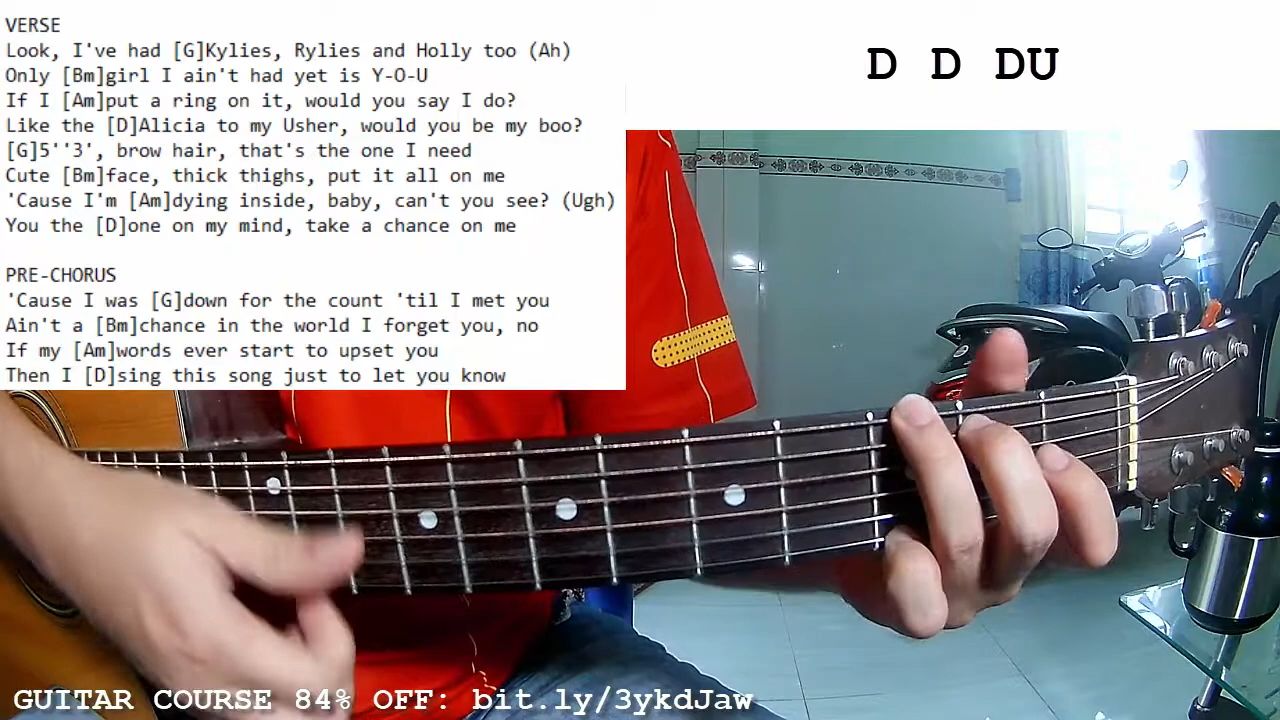 VERSE
Look, I've had [G]Kylies, Rylies and Holly too (Ah)
Only [Bm]girl I ain't had yet is Y-O-U
If I [Am]put a ring on it, would you say I do?
Like the [D]Alicia to my Usher, would you be my boo?
[G]5''3', brow hair, that's the one I need
Cute [Bm]face, thick thighs, put it all on me
'Cause I'm [Am]dying inside, baby, can't you see? (Ugh)
You the [D]one on my mind, take a chance on me
PRE-CHORUS
'Cause I was [G]down for the count 'til I met you
Ain't a [Bm]chance in the world I forget you, no
If my [Am]words ever start to upset you
Then I [D]sing this song just to let you know
D D DU
GUITAR COURSE 84% OFF: bit.ly/3ykdJaw